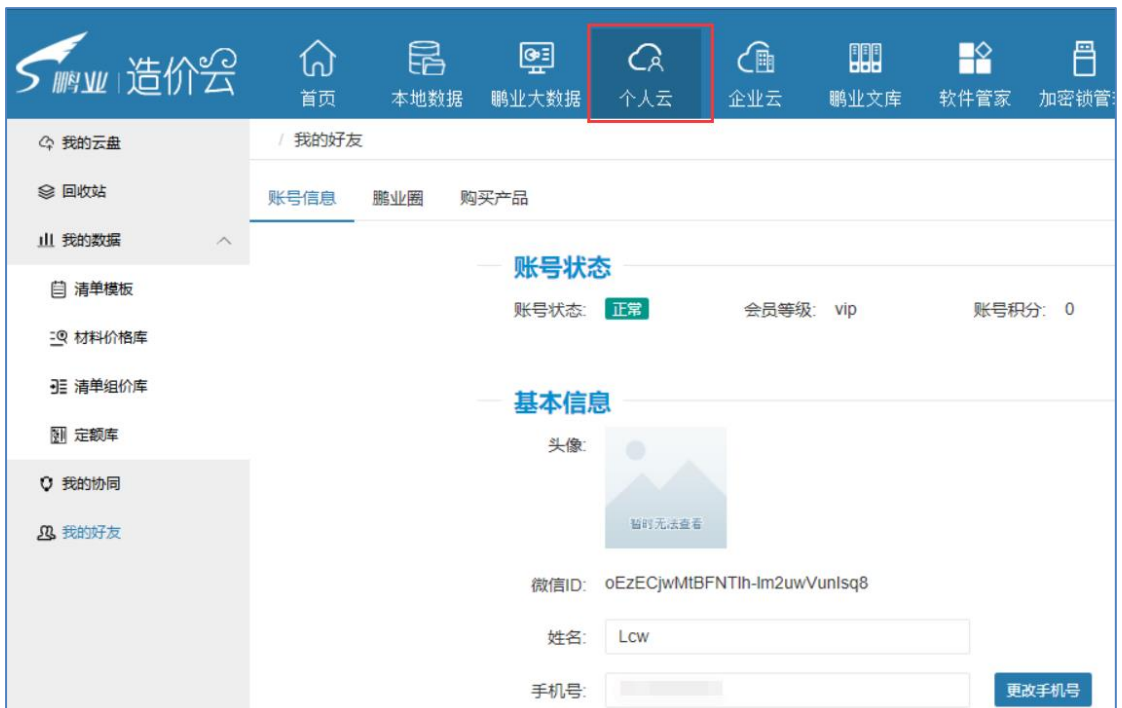 鹏业 造价云
首页 本地数据 鹏业大数据 个人云 企业云 鹏业文库 软件管家 加密锁管
我的云盘
回收站
我的数据
清单模板
材料价格库
清单组价库
定额库
我的协同
我的好友
/ 我的好友
账号信息 鹏业圈 购买产品
账号状态
账号状态: 正常 会员等级: vip 账号积分: 0
基本信息
头像:
暂时无法查看
微信ID: oEzECjwMtBFNTlh-Im2uwVunIsq8
姓名: Lcw
手机号: 更改手机号